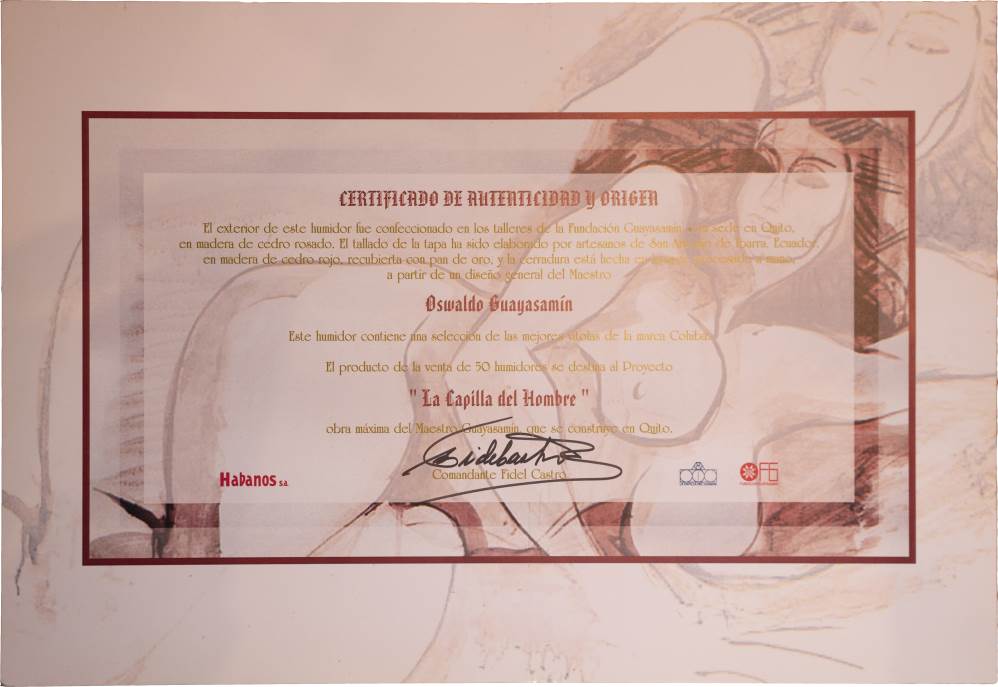 CERTIFICADO DE AUTENTICIDAD Y ORIGEN
El exterior de este humidor fue confeccionado en los talleres de la Fundación Guayasamín con sede en Quito,
en madera de cedro rosado. El tallado de la tapa ha sido elaborado por artesanos de San Antonio de Ibarra, Ecuador,
en madera de cedro rojo, recubierta con pan de oro, y la cerradura está hecha en procesado a mano,
a partir de un diseño general del Maestro
Oswaldo Guayasamín
Este humidor contiene una selección de las mejores vitolas de la marca Cohiba.
El producto de la venta de 50 humidores se destina al Proyecto
" La Capilla del Hombre "
obra máxima del Maestro Guayasamín, que se construye en Quito.
Comandante Fidel Castro
Habanos s.a.